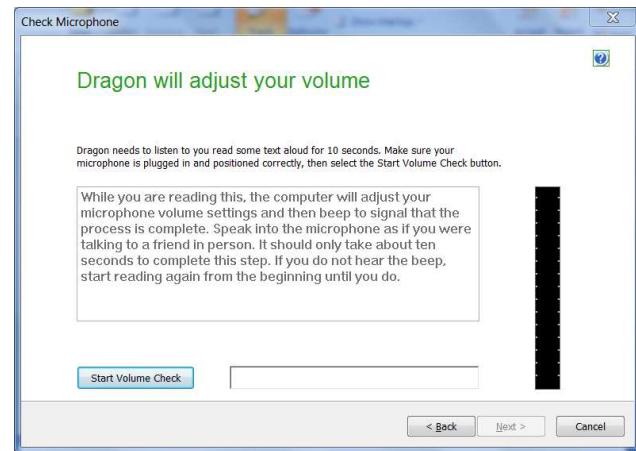 Check Microphone
Dragon will adjust your volume
Dragon needs to listen to you read some text aloud for 10 seconds. Make sure your
microphone is plugged in and positioned correctly, then select the Start Volume Check button.
While you are reading this, the computer will adjust your
microphone volume settings and then beep to signal that the
process is complete. Speak into the microphone as if you were
talking to a friend in person. It should only take about ten
seconds to complete this step. If you do not hear the beep,
start reading again from the beginning until you do.
Start Volume Check
< Back Next > Cancel